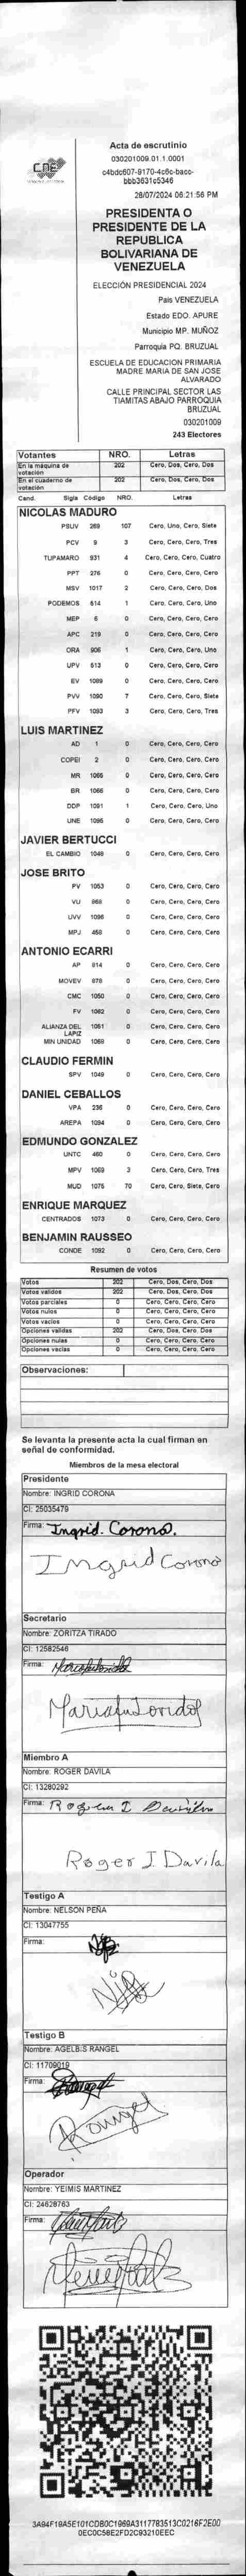 CNE
Acta de escrutinio
030201009.01.1.0001
28/07/2024 06:21:56 PM
PRESIDENTA O
PRESIDENTE DE LA
REPUBLICA
BOLIVARIANA DE
VENEZUELA
ELECCIÓN PRESIDENCIAL 2024
País VENEZUELA
Estado EDO. APURE
Municipio MP. MUÑOZ
Parroquia PQ. BRUZUAL
ESCUELA DE EDUCACION PRIMARIA
MADRE MARIA DE SAN JOSE
ALVARADO
CALLE PRINCIPAL SECTOR LAS
TIAMITAS ABAJO PARROQUIA
BRUZUAL
030201009
243 Electores
Votantes NRO. Letras
En la máquina de votación 202 Cero, Dos, Cero, Dos
En el cuaderno de votación 202 Cero, Dos, Cero, Dos
Cand. Sigla Código NRO. Letras
NICOLAS MADURO
PSUV 269 107 Cero, Uno, Cero, Siete
PCV 9 3 Cero, Cero, Cero, Tres
TUPAMARO 931 4 Cero, Cero, Cero, Cuatro
PPT 276 0 Cero, Cero, Cero, Cero
MSV 1017 2 Cero, Cero, Cero, Dos
PODEMOS 514 1 Cero, Cero, Cero, Uno
MEP 6 0 Cero, Cero, Cero, Cero
APC 219 0 Cero, Cero, Cero, Cero
ORA 906 1 Cero, Cero, Cero, Uno
UPV 513 0 Cero, Cero, Cero, Cero
EV 1089 0 Cero, Cero, Cero, Cero
PVV 1090 7 Cero, Cero, Cero, Siete
PFV 1093 3 Cero, Cero, Cero, Tres
LUIS MARTINEZ
AD 1 0 Cero, Cero, Cero, Cero
COPEI 2 0 Cero, Cero, Cero, Cero
MR 0 Cero, Cero, Cero, Cero
BR 0 Cero, Cero, Cero, Cero
DDP 1091 1 Cero, Cero, Cero, Uno
UNE 0 Cero, Cero, Cero, Cero
JAVIER BERTUCCI
EL CAMBIO 1048 0 Cero, Cero, Cero, Cero
JOSE BRITO
PV 1053 0 Cero, Cero, Cero, Cero
VU 868 0 Cero, Cero, Cero, Cero
UVV 0 Cero, Cero, Cero, Cero
MPJ 458 0 Cero, Cero, Cero, Cero
ANTONIO ECARRI
AP 914 0 Cero, Cero, Cero, Cero
MOVEV 978 0 Cero, Cero, Cero, Cero
CMC 1050 0 Cero, Cero, Cero, Cero
FV 1082 0 Cero, Cero, Cero, Cero
ALIANZA DEL LAPIZ 1051 0 Cero, Cero, Cero, Cero
MIN UNIDAD 1069 0 Cero, Cero, Cero, Cero
CLAUDIO FERMIN
SPV 1049 0 Cero, Cero, Cero, Cero
DANIEL CEBALLOS
VPA 236 0 Cero, Cero, Cero, Cero
AREPA 1094 0 Cero, Cero, Cero, Cero
EDMUNDO GONZALEZ
UNTC 460 0 Cero, Cero, Cero, Cero
MPV 3 Cero, Cero, Cero, Tres
MUD 1075 70 Cero, Cero, Siete, Cero
ENRIQUE MARQUEZ
CENTRADOS 1073 0 Cero, Cero, Cero, Cero
BENJAMIN RAUSSEO
CONDE 1092 0 Cero, Cero, Cero, Cero
Resumen de votos
Votos 202 Cero, Dos, Cero, Dos
Votos validos 202 Cero, Dos, Cero, Dos
Votos parciales 0 Cero, Cero, Cero, Cero
Votos nulos 0 Cero, Cero, Cero, Cero
Votos vacios 0 Cero, Cero, Cero, Cero
Opciones validas 202 Cero, Dos, Cero, Dos
Opciones nulas 0 Cero, Cero, Cero, Cero
Opciones vacias 0 Cero, Cero, Cero, Cero
Observaciones:
Se levanta la presente acta la cual firman en
señal de conformidad.
Miembros de la mesa electoral
Presidente
Nombre: INGRID CORONA
CI: 25035479
Firma: Ingrid. Corona.
Ingrid Corona
Secretario
Nombre: ZORITZA TIRADO
CI: 12582546
Firma:
Miembro A
Nombre: ROGER DAVILA
CI: 13280292
Firma: Roger I Davila
Roger I Davila
Testigo A
Nombre: NELSON PEÑA
CI: 13047755
Firma:
Testigo B
Nombre: AGELBIS RANGEL
CI: 11709019
Firma: Rangel
Rangel
Operador
Nombre: YEIMIS MARTINEZ
CI: 24628763
Firma: